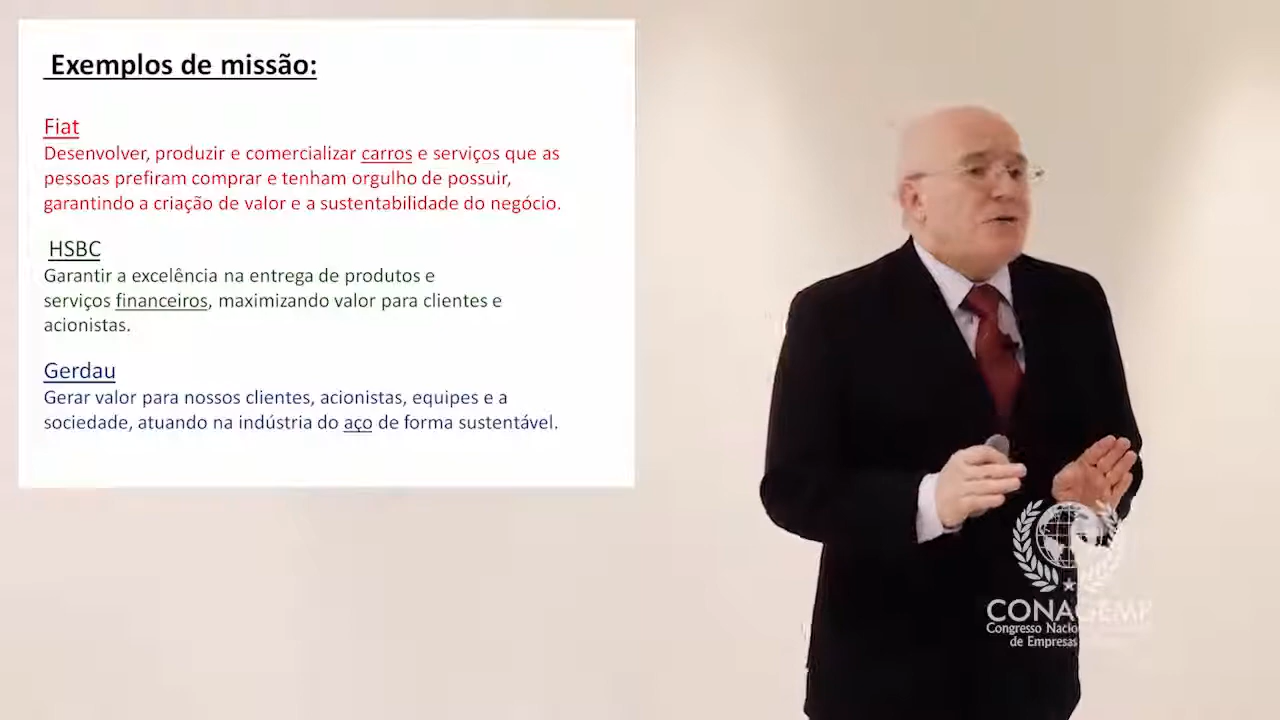 Exemplos de missão:
Fiat
Desenvolver, produzir e comercializar carros e serviços que as
pessoas prefiram comprar e tenham orgulho de possuir,
garantindo a criação de valor e a sustentabilidade do negócio.
HSBC
Garantir a excelência na entrega de produtos e
serviços financeiros, maximizando valor para clientes e
acionistas.
Gerdau
Gerar valor para nossos clientes, acionistas, equipes e a
sociedade, atuando na indústria do aço de forma sustentável.
CONAGEMP
Congresso
de Empresas